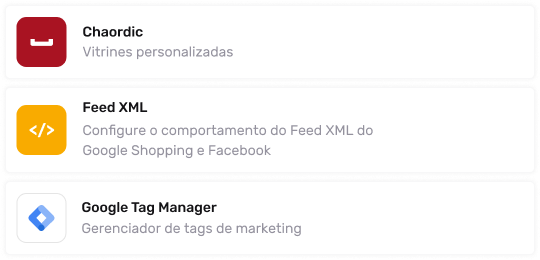 Chaordic
Vitrines personalizadas
</>
Feed XML
Configure o comportamento do Feed XML do
Google Shopping e Facebook
Google Tag Manager
Gerenciador de tags de marketing